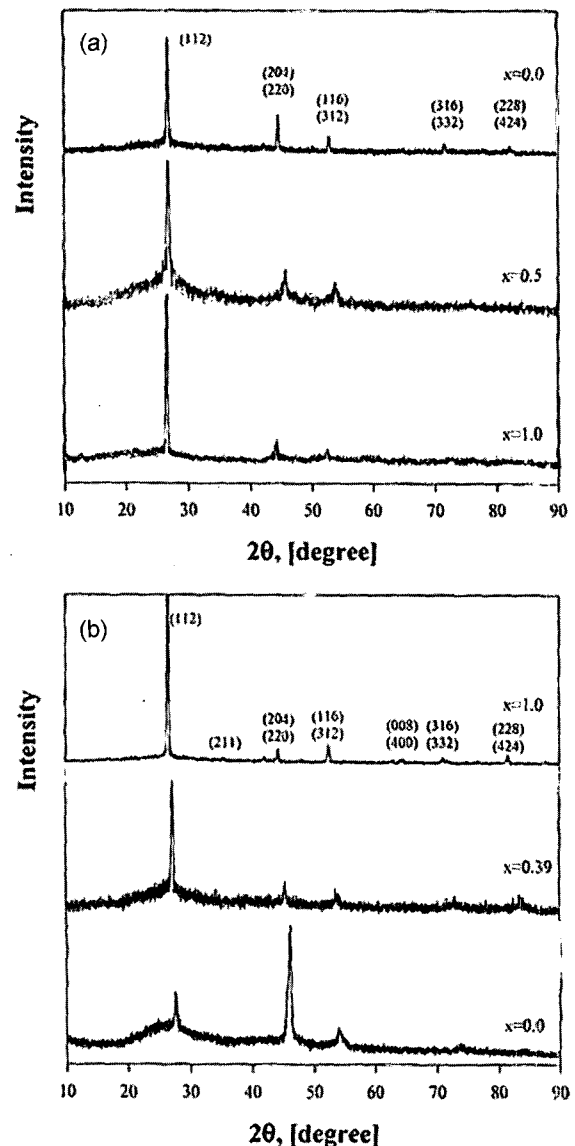 (a)
(112)
(204)
(220)
(116)
(312)
(316)
(332)
(228)
(424)
x=0.0
x=0.5
x=1.0
Intensity
10 20 30 40 50 60 70 80 90
2θ, [degree]
(b)
(112)
(211)
(204)
(220)
(116)
(312)
(008)
(400)
(316)
(332)
(228)
(424)
x=1.0
x=0.39
x=0.0
Intensity
10 20 30 40 50 60 70 80 90
2θ, [degree]